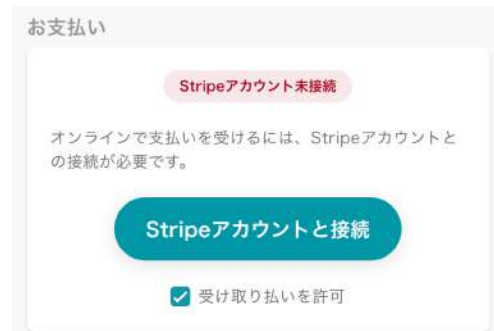 お支払い
Stripeアカウント未接続
オンラインで支払いを受けるには、Stripeアカウントと
の接続が必要です。
Stripeアカウントと接続
受け取り払いを許可